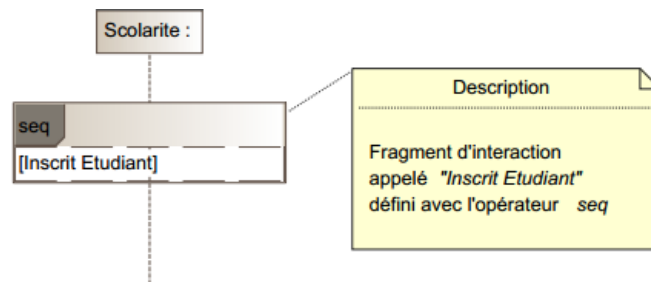 Scolarite :
seq
[Inscrit Etudiant]
Description
Fragment d'interaction
appelé "Inscrit Etudiant"
défini avec l'opérateur seq